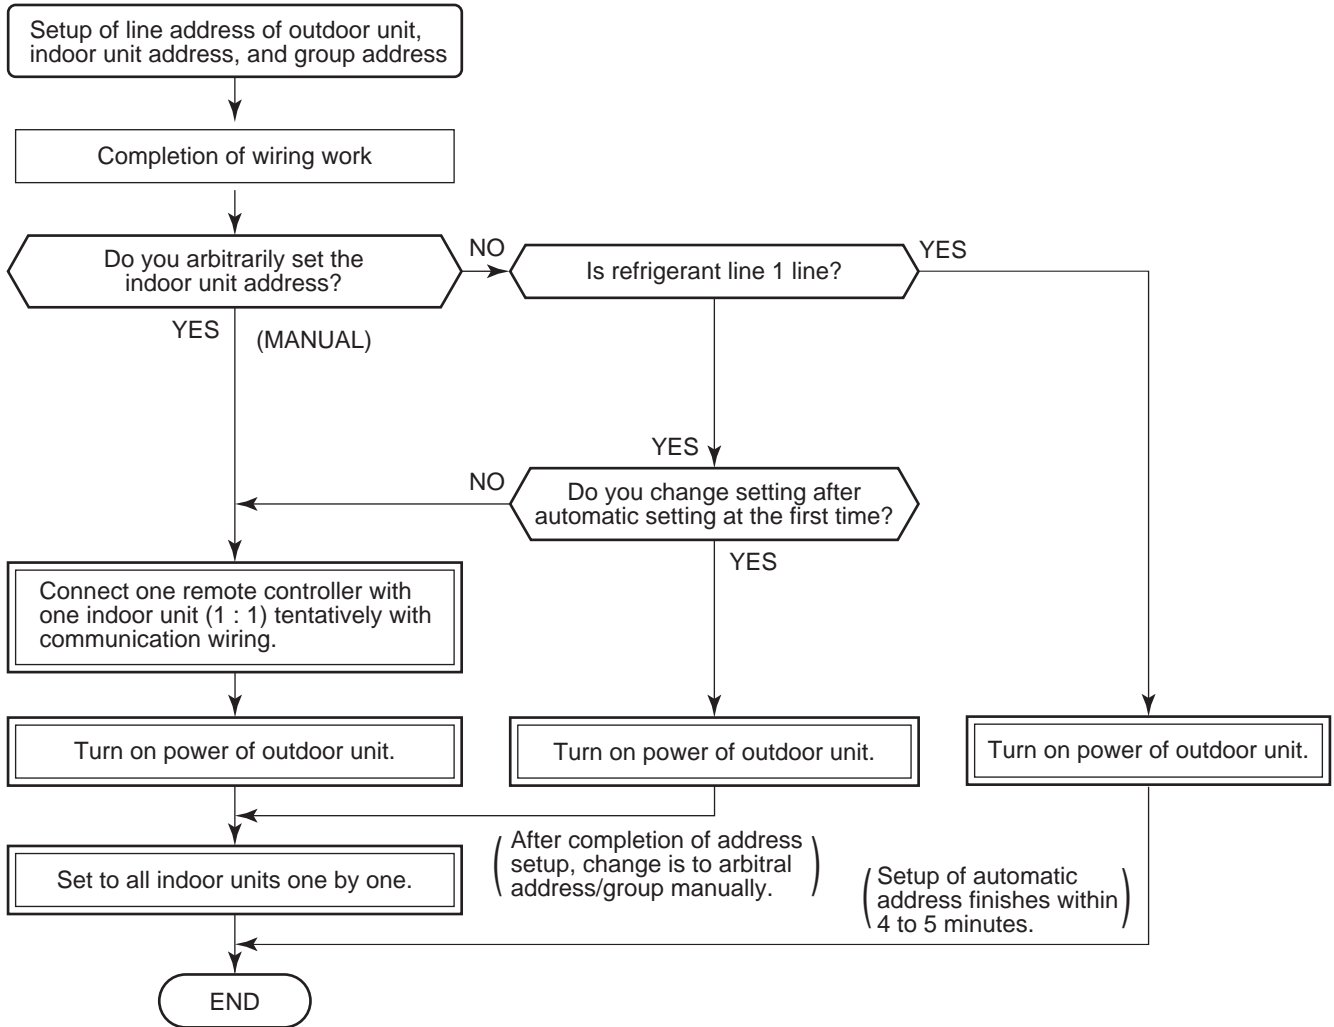 Setup of line address of outdoor unit,
indoor unit address, and group address
Completion of wiring work
Do you arbitrarily set the
indoor unit address?
NO
Is refrigerant line 1 line?
YES
YES
(MANUAL)
YES
NO
Do you change setting after
automatic setting at the first time?
YES
Connect one remote controller with
one indoor unit (1 : 1) tentatively with
communication wiring.
Turn on power of outdoor unit.
Turn on power of outdoor unit.
Turn on power of outdoor unit.
(After completion of address
setup, change is to arbitral
address/group manually.)
(Setup of automatic
address finishes within
4 to 5 minutes.)
Set to all indoor units one by one.
END